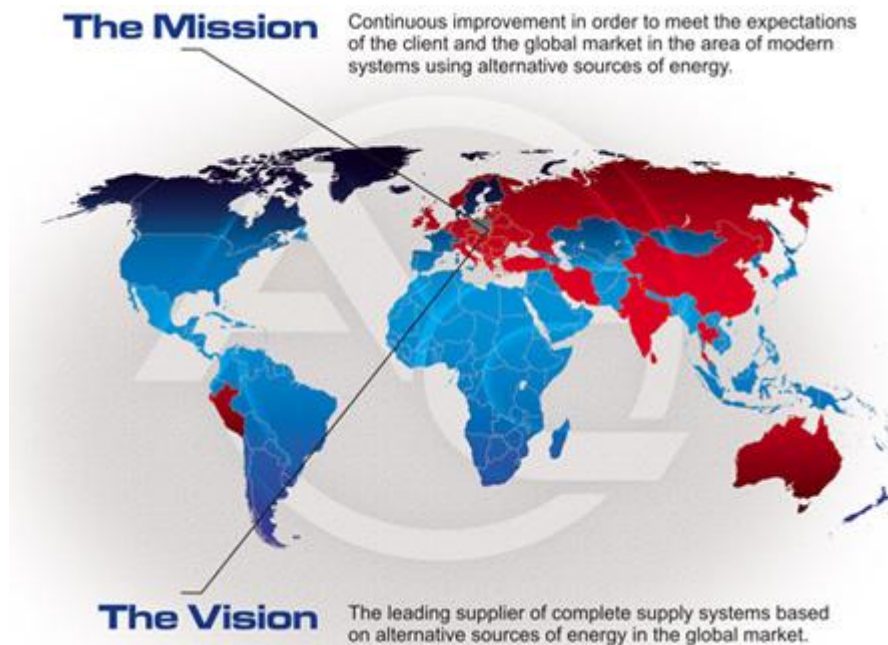 The Mission
Continuous improvement in order to meet the expectations
of the client and the global market in the area of modern
systems using alternative sources of energy.
The Vision
The leading supplier of complete supply systems based
on alternative sources of energy in the global market.